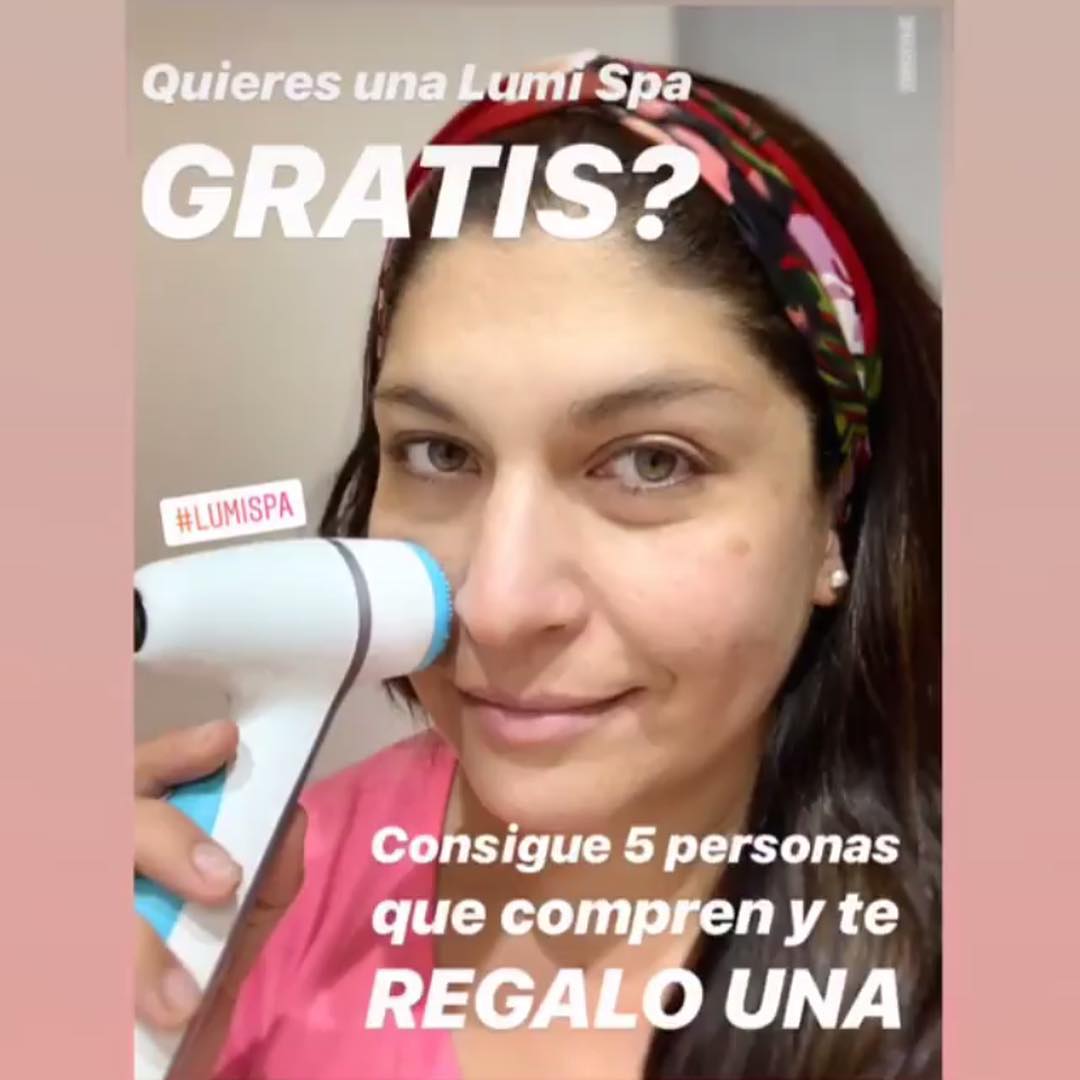 Quieres una Lumi Spa
GRATIS?
#LUMISPA
Consigue 5 personas
que compren y te
REGALO UNA